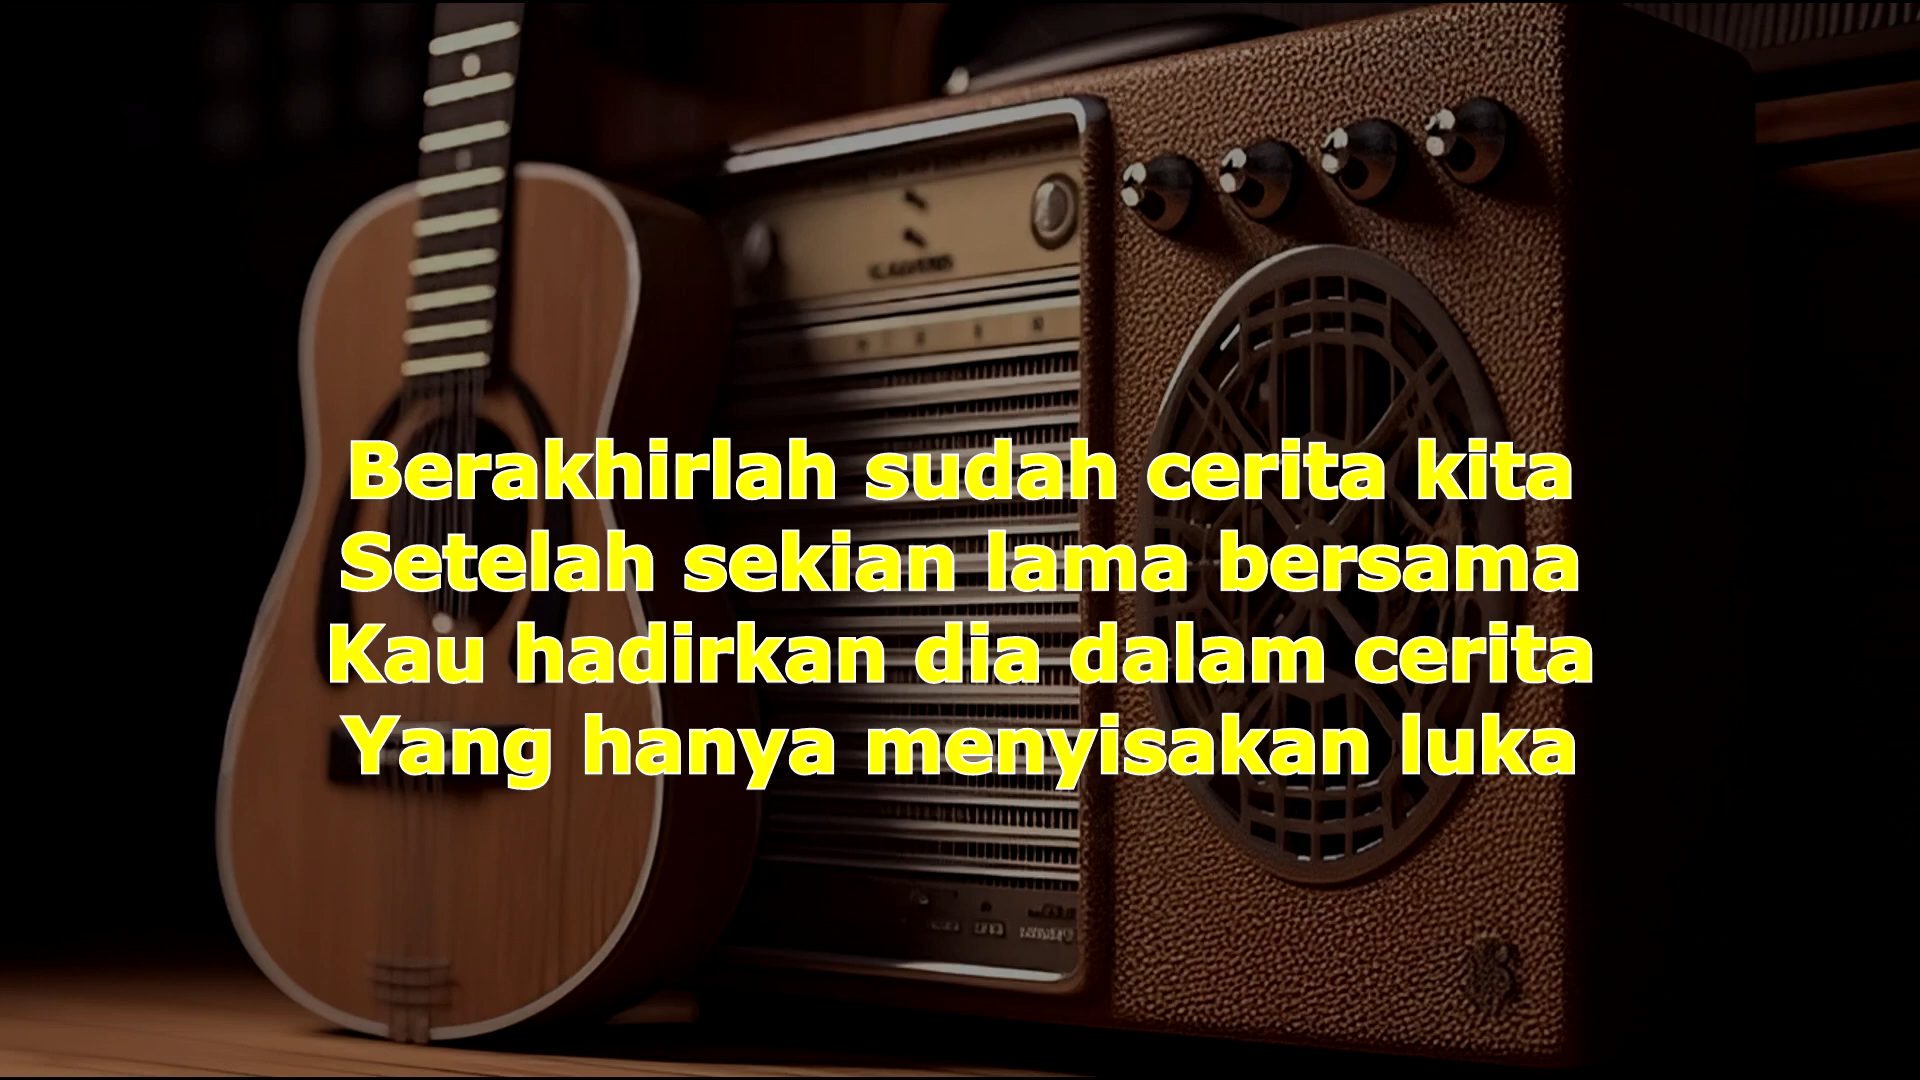 Berakhirlah sudah cerita kita
Setelah sekian lama bersama
Kau hadirkan dia dalam cerita
Yang hanya menyisakan luka